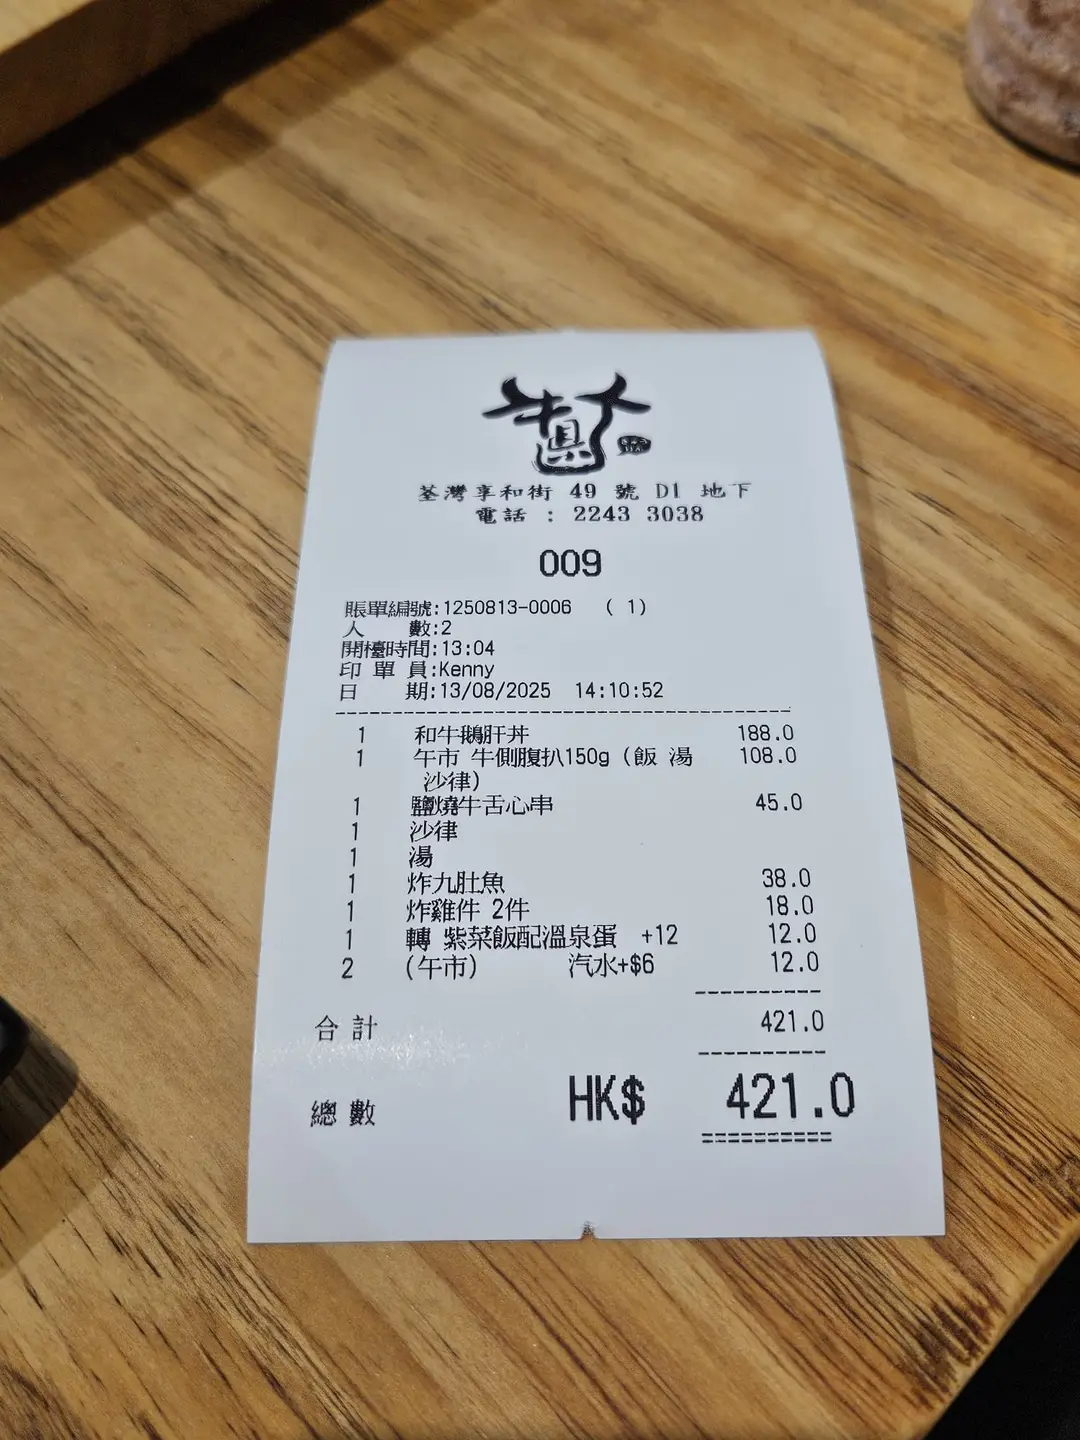 荃灣享和街 49 號 D1 地下
電話 : 2243 3038
009
賬單編號:1250813-0006 ( 1)
人 數:2
開檯時間:13:04
印 單 員:Kenny
日 期:13/08/2025 14:10:52
1 和牛鵝肝丼 188.0
1 午市 牛側腹扒150g (飯 湯 108.0
沙律)
1 鹽燒牛舌心串 45.0
1 沙律
1 湯
1 炸九肚魚 38.0
1 炸雞件 2件 18.0
1 轉 紫菜飯配溫泉蛋 +12 12.0
2 (午市) 汽水+$6 12.0
合 計 421.0
總 數 HK$ 421.0